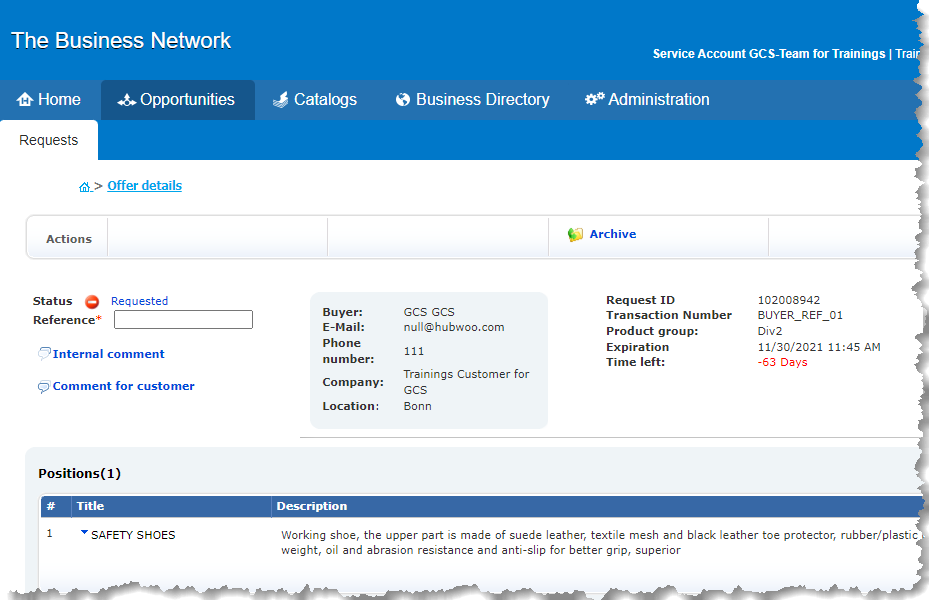 The Business Network
Service Account GCS-Team for Trainings |
Home
Opportunities
Catalogs
Business Directory
Administration
Requests
> Offer details
Actions
Archive
Status Requested
Reference*
Internal comment
Comment for customer
Buyer: GCS GCS
E-Mail: null@hubwoo.com
Phone
number: 111
Company: Trainings Customer for
GCS
Location: Bonn
Request ID 102008942
Transaction Number BUYER_REF_01
Product group: Div2
Expiration 11/30/2021 11:45 AM
Time left: -63 Days
Positions(1)
# Title Description
1 SAFETY SHOES Working shoe, the upper part is made of suede leather, textile mesh and black leather toe protector, rubber/plastic
weight, oil and abrasion resistance and anti-slip for better grip, superior